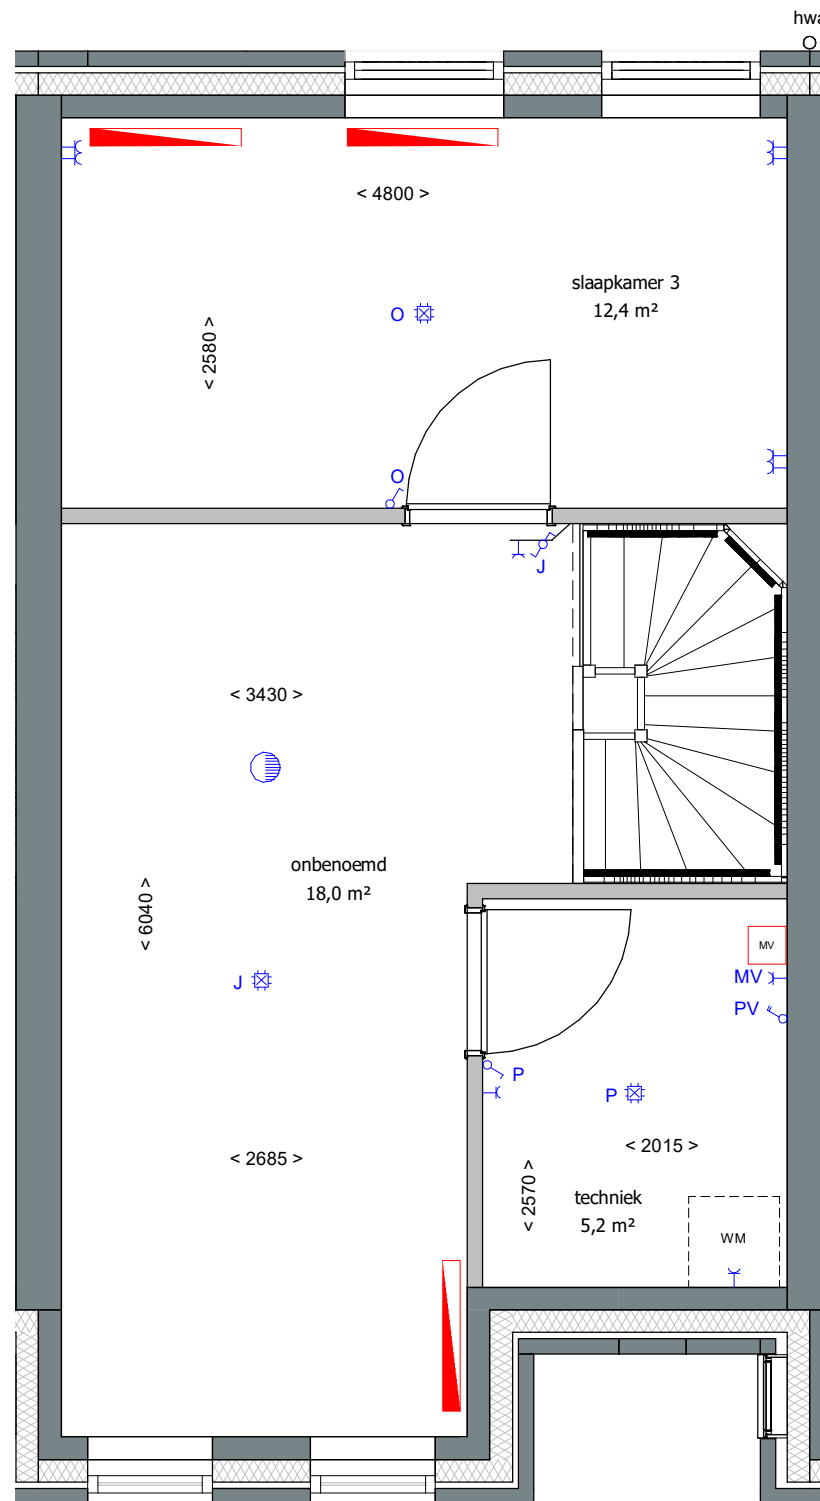 hwa
< 4800 >
slaapkamer 3
12,4 m²
O
< 2580 >
O
J
< 3430 >
onbenoemd
18,0 m²
< 6040 >
MV
MV
J
PV
P
P
< 2015 >
< 2685 >
< 2570 >
techniek
5,2 m²
WM